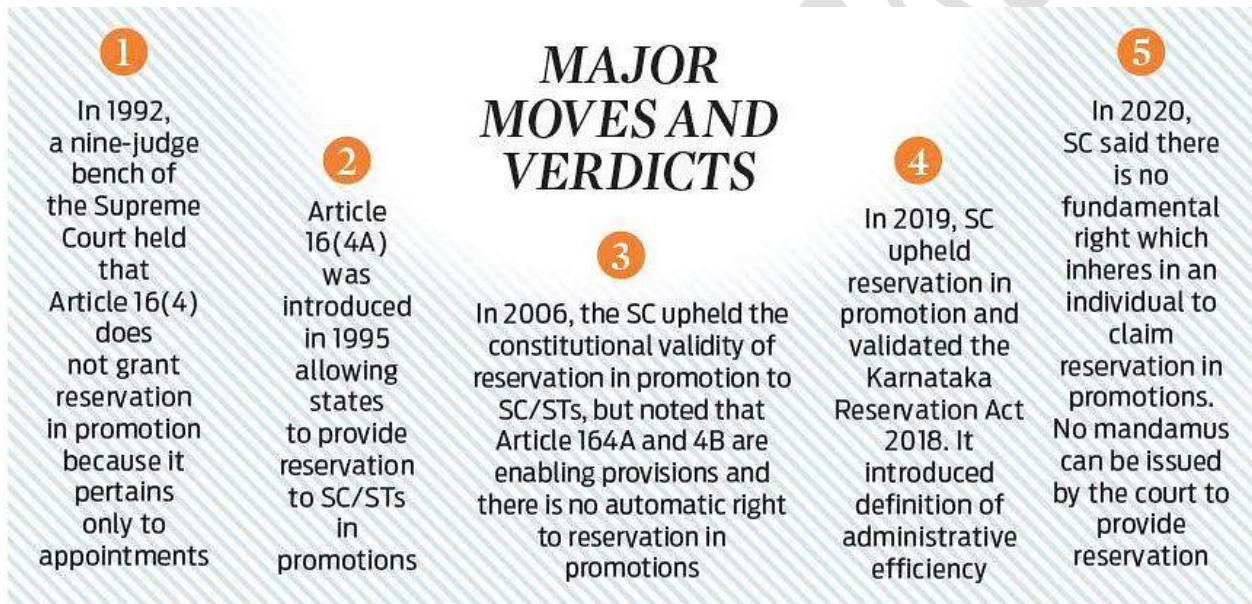 MAJOR
MOVES AND
VERDICTS
1
In 1992,
a nine-judge
bench of
the Supreme
Court held
that
Article 16(4)
does
not grant
reservation
in promotion
because it
pertains
only to
appointments
2
Article
16(4A)
was
introduced
in 1995
allowing
states
to provide
reservation
to SC/STs
in
promotions
3
In 2006, the SC upheld the
constitutional validity of
reservation in promotion to
SC/STs, but noted that
Article 164A and 4B are
enabling provisions and
there is no automatic right
to reservation in
promotions
4
In 2019, SC
upheld
reservation in
promotion and
validated the
Karnataka
Reservation Act
2018. It
introduced
definition of
administrative
efficiency
5
In 2020,
SC said there
is no
fundamental
right which
inheres in an
individual to
claim
reservation in
promotions.
No mandamus
can be issued
by the court to
provide
reservation